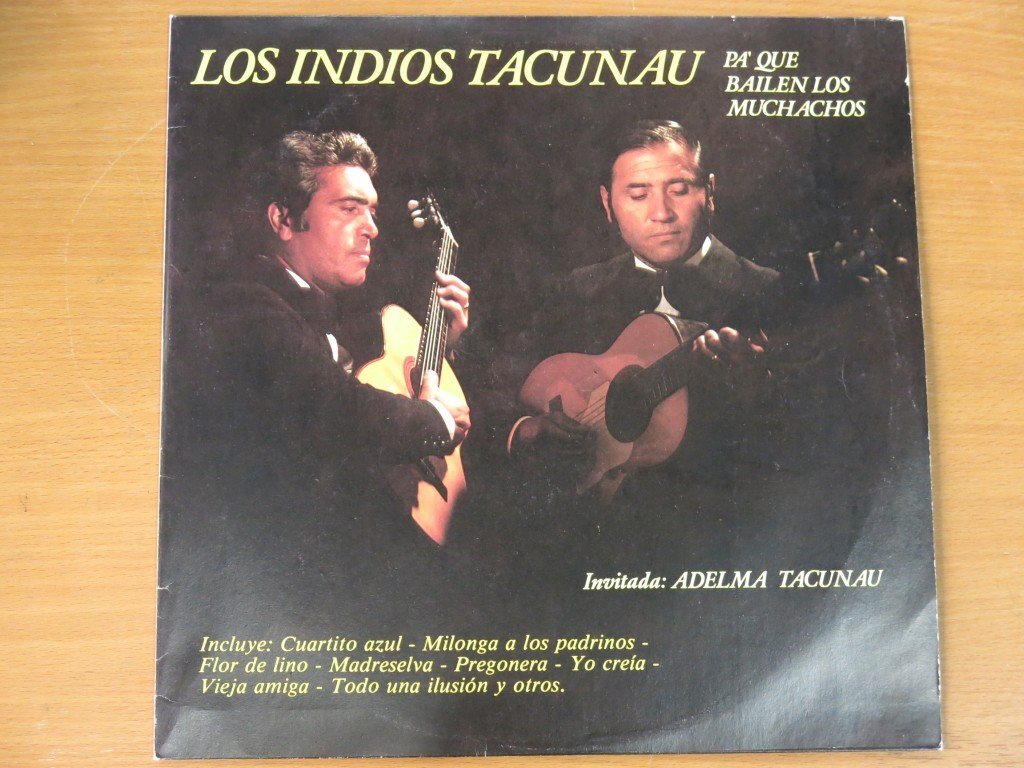 LOS INDIOS TACUNAU
PA' QUE
BAILEN LOS
MUCHACHOS
Invitada: ADELMA TACUNAU
Incluye: Cuartito azul - Milonga a los padrinos -
Flor de lino - Madreselva - Pregonera - Yo creía -
Vieja amiga - Todo una ilusión y otros.